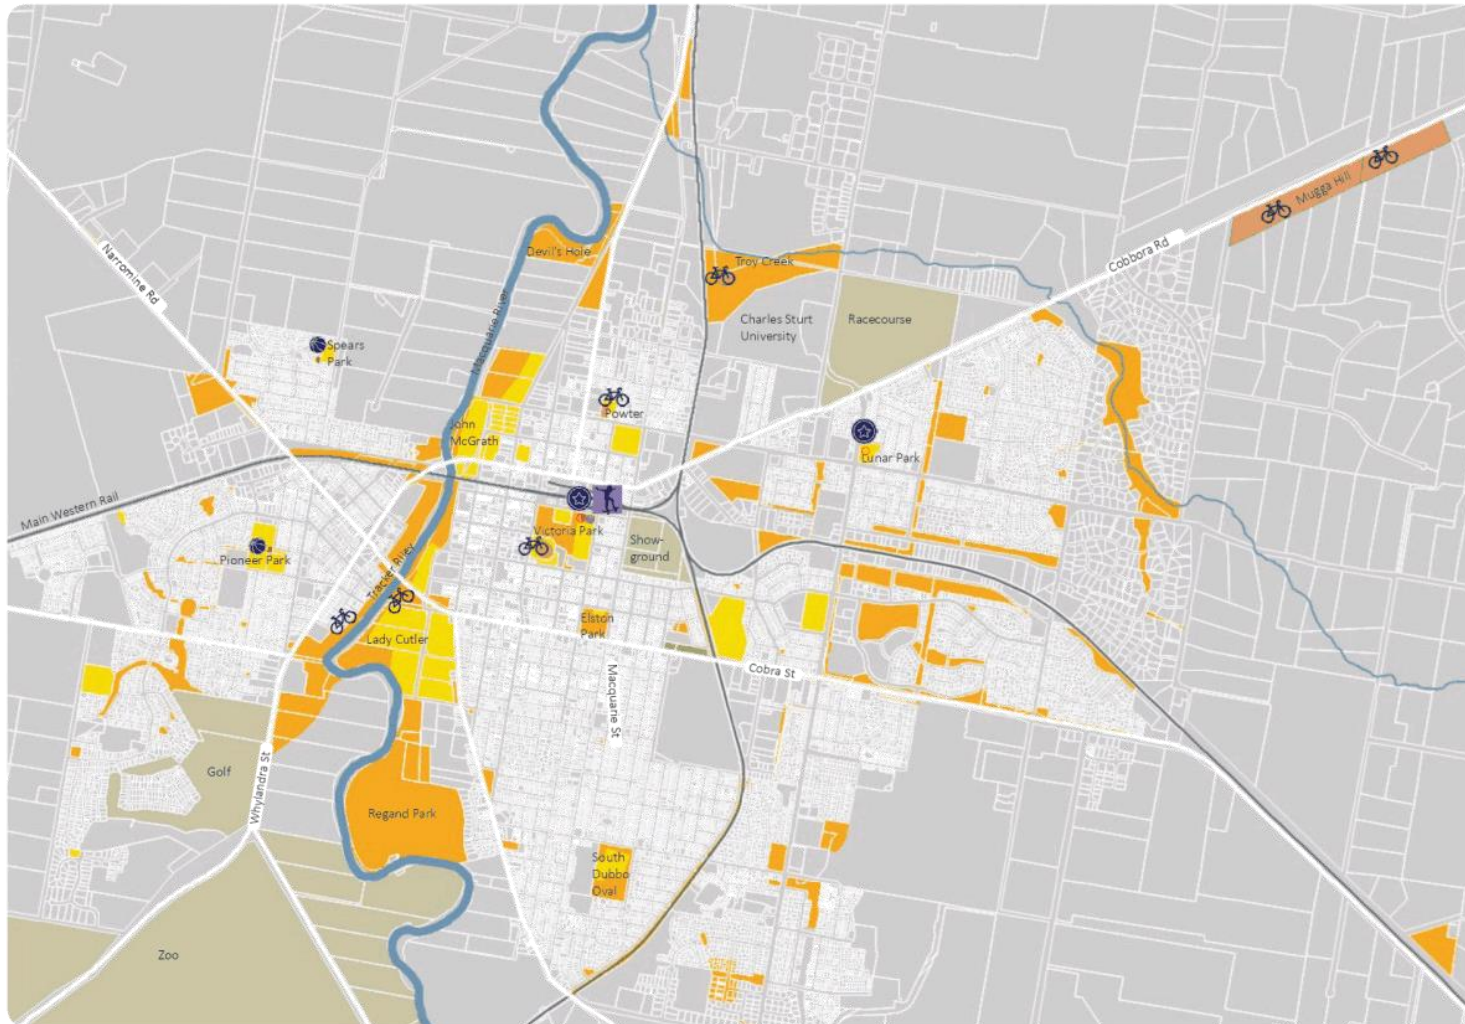 Mugga Hill
Cobbora Rd
Narromine Rd
Devil's Hole
Troy Creek
Macquarie River
Charles Sturt
University
Racecourse
Spears
Park
Powter
John
McGrath
Lunar Park
Main Western Rail
Victoria Park
Show-
ground
Pioneer Park
Tracker Riley
Elston
Park
Lady Cutler
Cobra St
Macquarie St
Golf
Whylandra St
Regand Park
South
Dubbo
Oval
Zoo